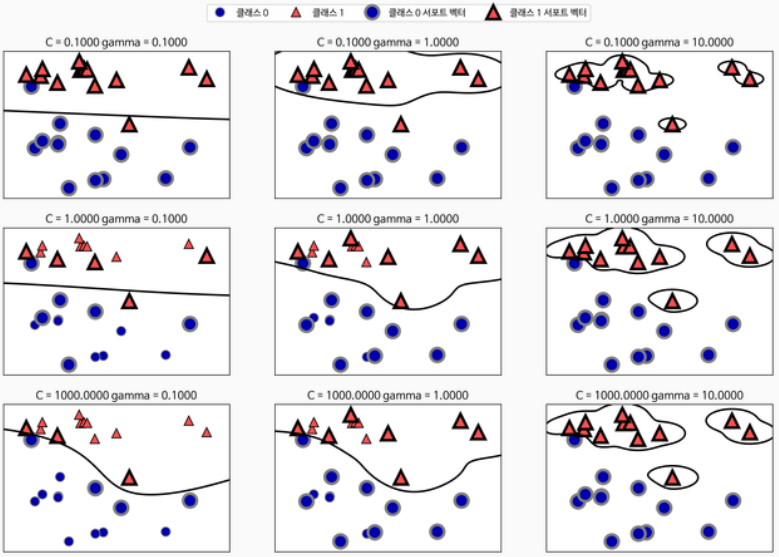 클래스 0 클래스 1 클래스 0 서포트 벡터 클래스 1 서포트 벡터
C = 0.1000 gamma = 0.1000 C = 0.1000 gamma = 1.0000 C = 0.1000 gamma = 10.0000
C = 1.0000 gamma = 0.1000 C = 1.0000 gamma = 1.0000 C = 1.0000 gamma = 10.0000
C = 1000.0000 gamma = 0.1000 C = 1000.0000 gamma = 1.0000 C = 1000.0000 gamma = 10.0000